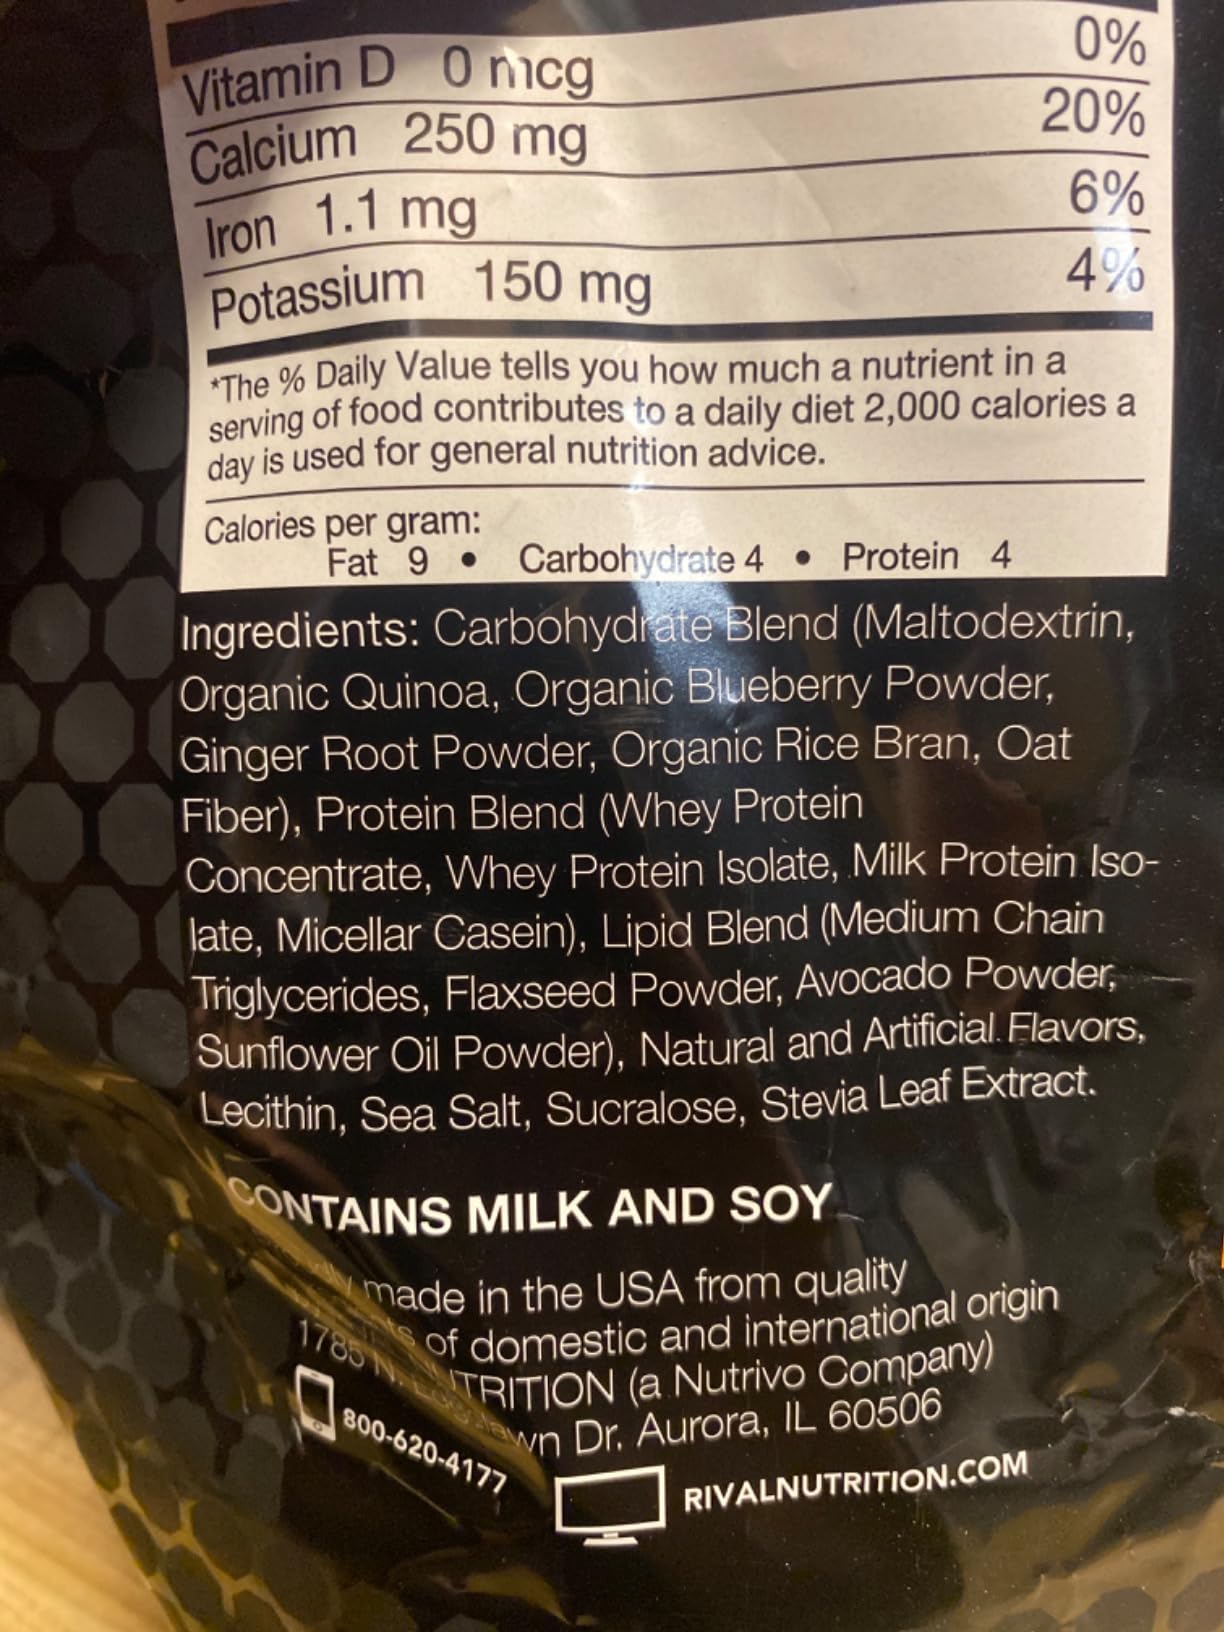 Vitamin D 0 mcg 0%
Calcium 250 mg 20%
Iron 1.1 mg 6%
Potassium 150 mg 4%
*The % Daily Value tells you how much a nutrient in a
serving of food contributes to a daily diet 2,000 calories a
day is used for general nutrition advice.
Calories per gram:
Fat 9 • Carbohydrate 4 • Protein 4
Ingredients: Carbohydrate Blend (Maltodextrin,
Organic Quinoa, Organic Blueberry Powder,
Ginger Root Powder, Organic Rice Bran, Oat
Fiber), Protein Blend (Whey Protein
Concentrate, Whey Protein Isolate, Milk Protein Iso-
late, Micellar Casein), Lipid Blend (Medium Chain
Triglycerides, Flaxseed Powder, Avocado Powder,
Sunflower Oil Powder), Natural and Artificial Flavors,
Lecithin, Sea Salt, Sucralose, Stevia Leaf Extract.
CONTAINS MILK AND SOY
made in the USA from quality
of domestic and international origin
(a Nutrivo Company)
1785 N. Dr. Aurora, IL 60506
800-620-4177
RIVALNUTRITION.COM